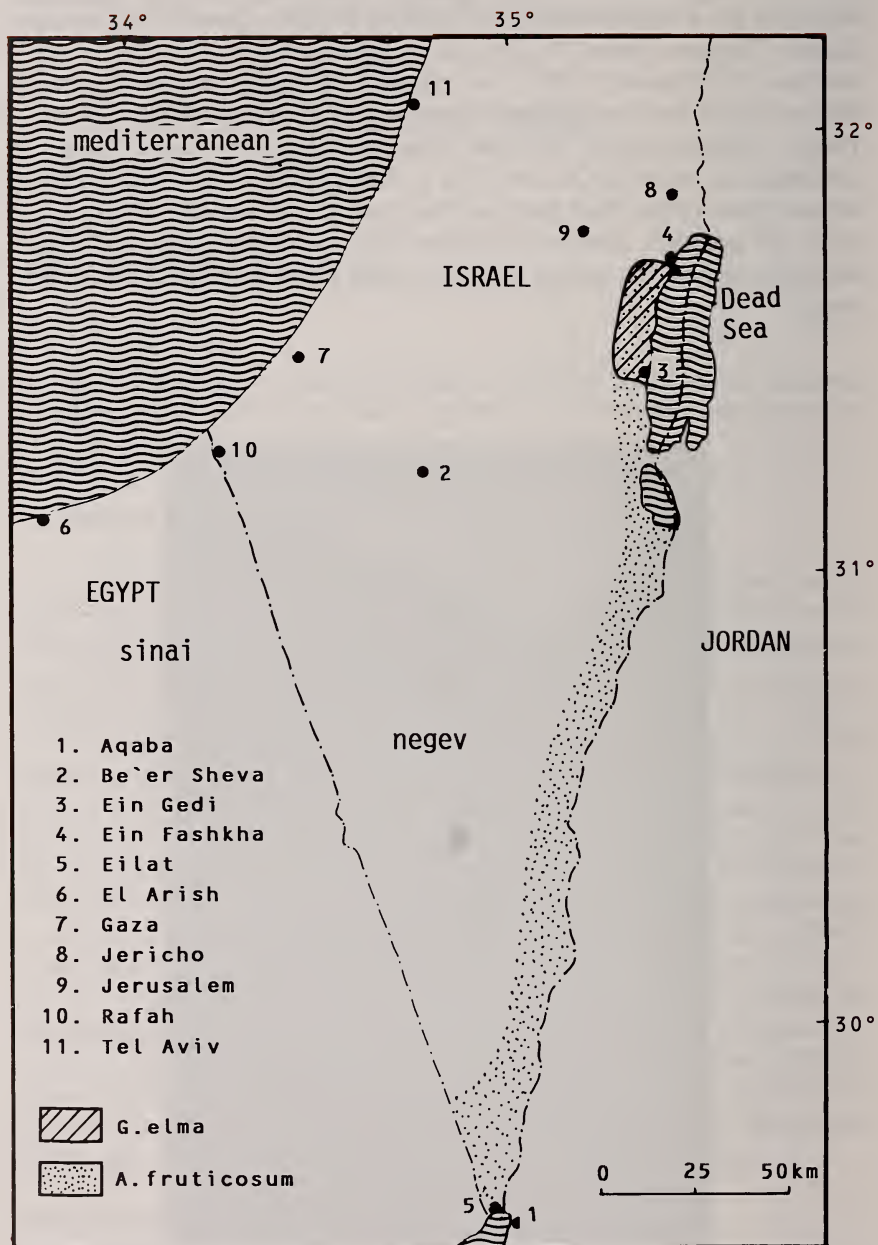 34°
35°
11
mediterranean
32°
8
9
4
ISRAEL
Dead
Sea
7
3
10
2
6
31°
EGYPT
sinai
JORDAN
negev
1. Aqaba
2. Be`er Sheva
3. Ein Gedi
4. Ein Fashkha
5. Eilat
6. El Arish
7. Gaza
8. Jericho
9. Jerusalem
10. Rafah
11. Tel Aviv
30°
G.elma
A.fruticosum
0 25 50km
5
1